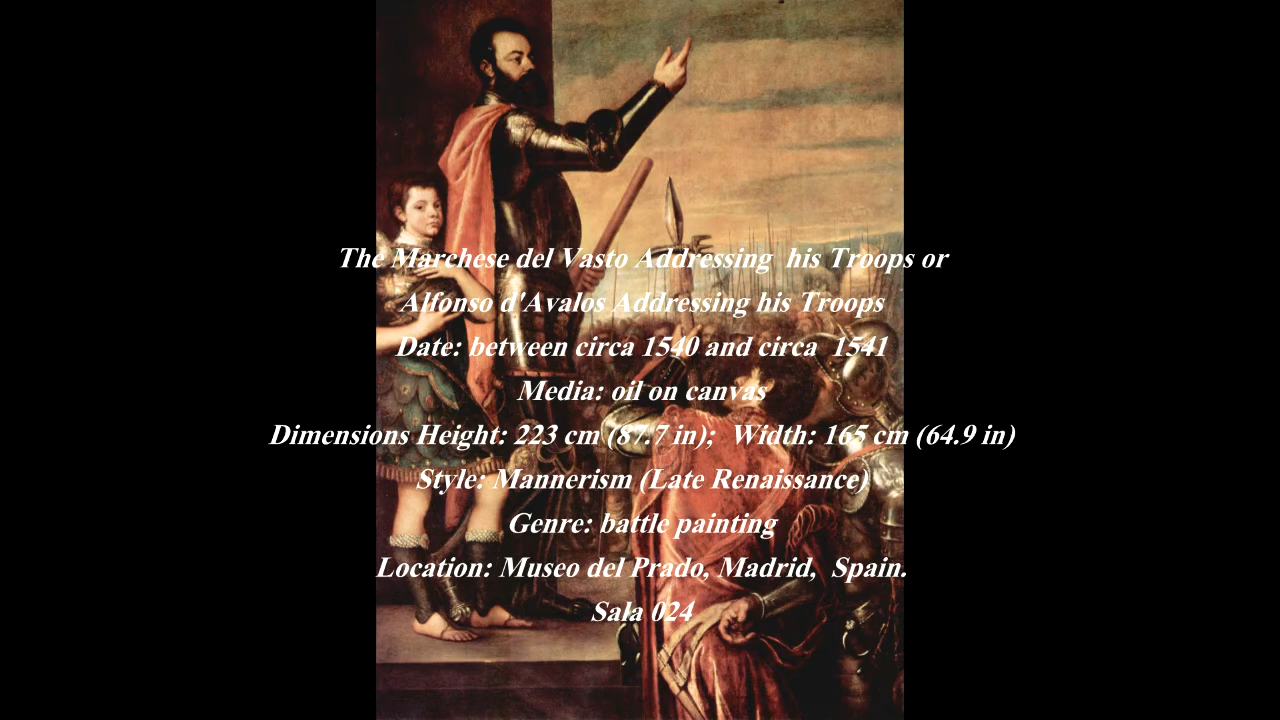 The Marchese del Vasto Addressing  his Troops or
Alfonso d'Avalos Addressing his Troops
Date: between circa 1540 and circa  1541
Media: oil on canvas
Dimensions Height: 223 cm (87.7 in);  Width: 165 cm (64.9 in)
Style: Mannerism (Late Renaissance)
Genre: battle painting
Location: Museo del Prado, Madrid,  Spain.
Sala 024